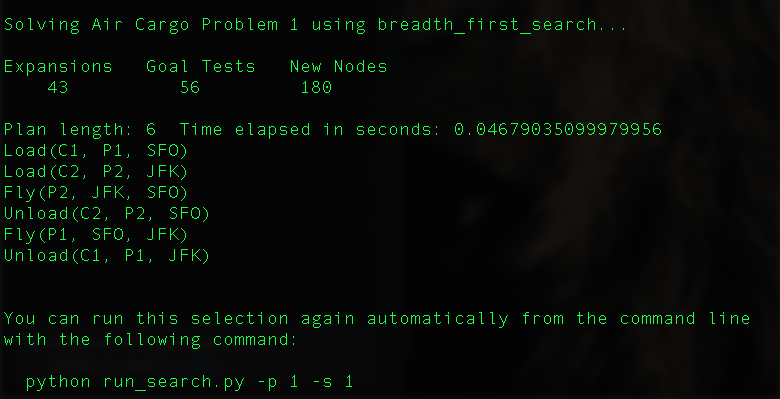 Solving Air Cargo Problem 1 using breadth_first_search...
Expansions   Goal Tests   New Nodes
43   56   180
Plan length: 6  Time elapsed in seconds: 0.04679035099979956
Load(C1, P1, SFO)
Load(C2, P2, JFK)
Fly(P2, JFK, SFO)
Unload(C2, P2, SFO)
Fly(P1, SFO, JFK)
Unload(C1, P1, JFK)
You can run this selection again automatically from the command line
with the following command:
python run_search.py -p 1 -s 1